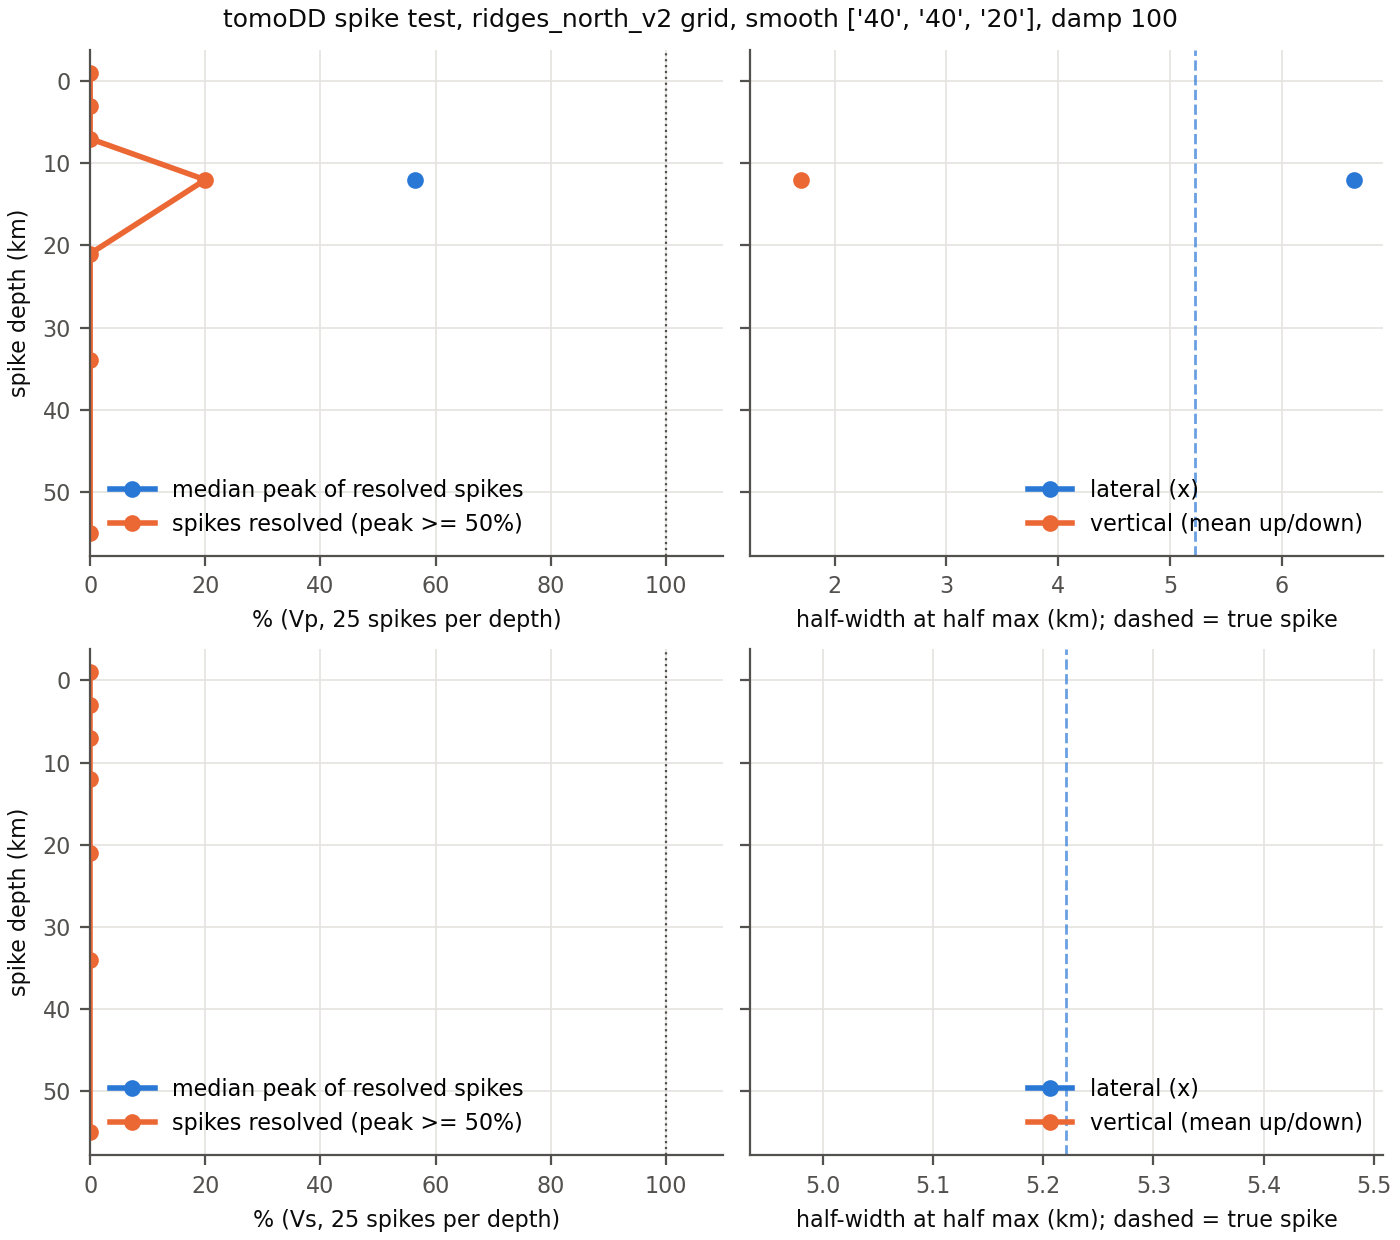 tomoDD spike test, ridges_north_v2 grid, smooth ['40', '40', '20'], damp 100
0
10
20
30
40
50
spike depth (km)
median peak of resolved spikes
spikes resolved (peak >= 50%)
0
20
40
60
80
100
% (Vp, 25 spikes per depth)
lateral (x)
vertical (mean up/down)
2
3
4
5
6
half-width at half max (km); dashed = true spike
0
10
20
30
40
50
spike depth (km)
median peak of resolved spikes
spikes resolved (peak >= 50%)
0
20
40
60
80
100
% (Vs, 25 spikes per depth)
lateral (x)
vertical (mean up/down)
5.0
5.1
5.2
5.3
5.4
5.5
half-width at half max (km); dashed = true spike